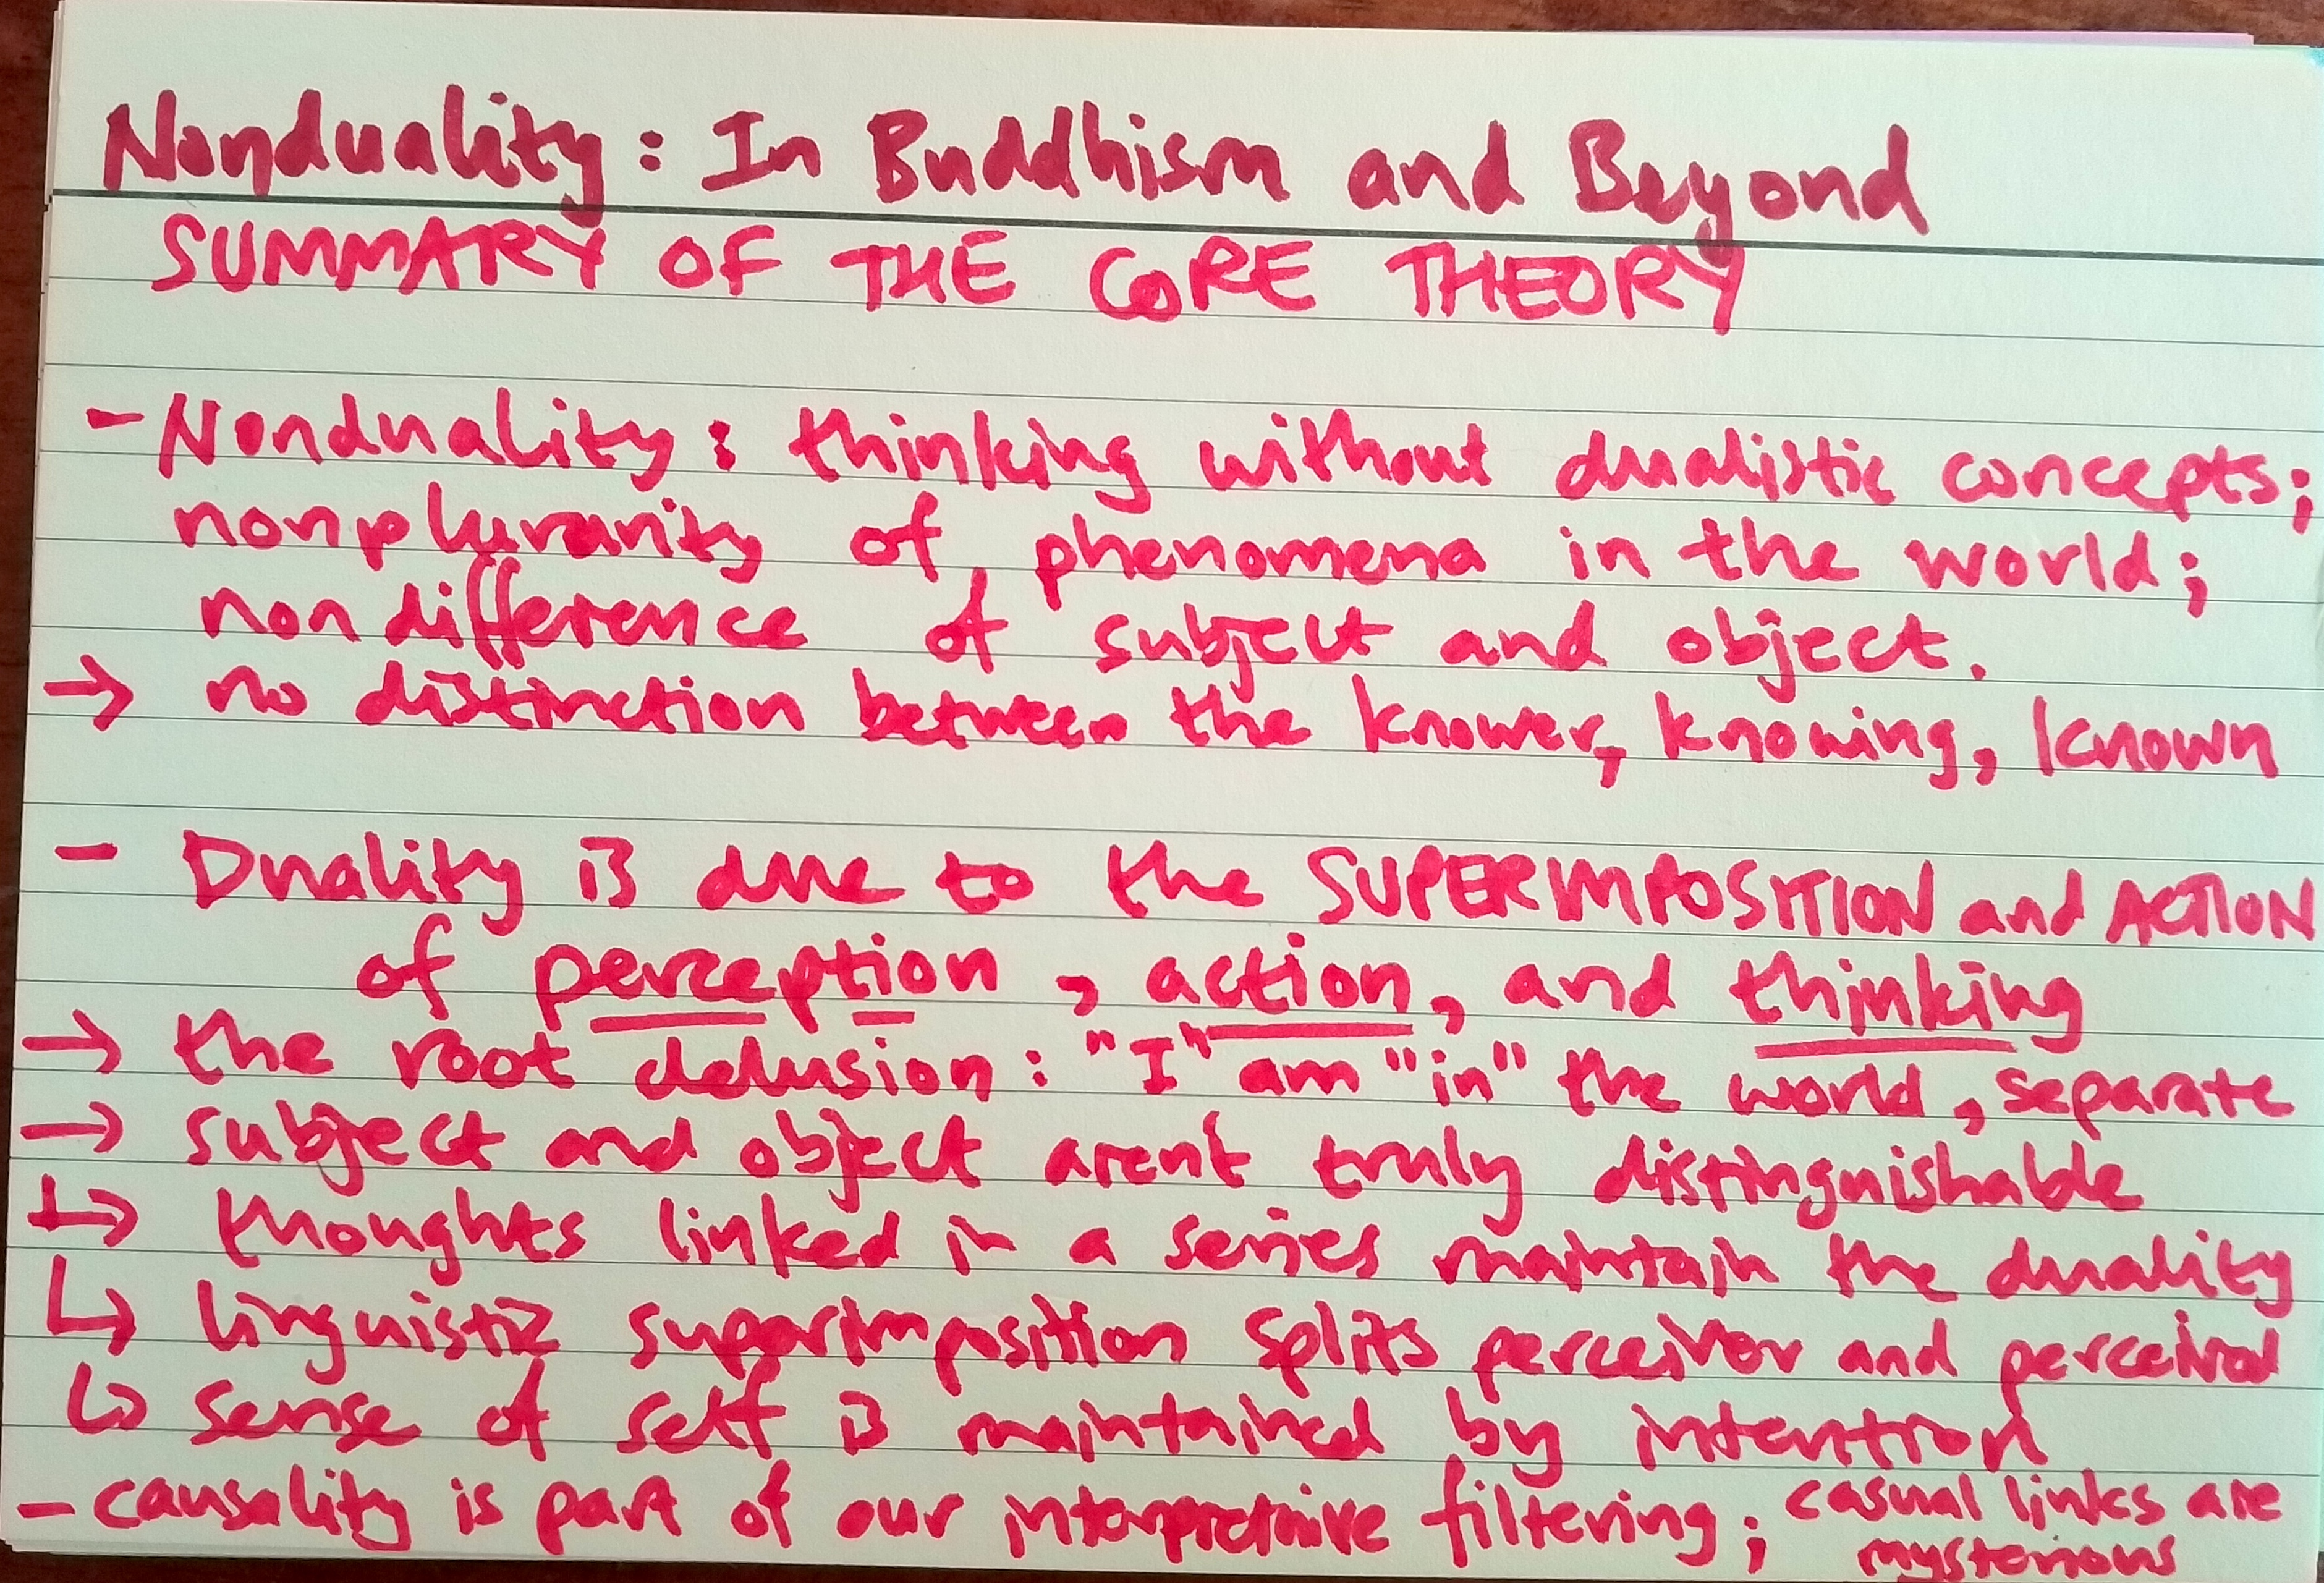 Nonduality: In Buddhism and Beyond
SUMMARY OF THE CORE THEORY
- Nonduality: thinking without dualistic concepts;
nonplurarity of phenomena in the world;
nondifference of subject and object.
→ no distinction between the knower, knowing, known
- Duality is due to the SUPERIMPOSITION and ACTION
of perception, action, and thinking
→ the root delusion: "I" am "in" the world, separate
→ subject and object arent truly distinguishable
↳ thoughts linked in a series maintain the duality
↳ linguistic superimposition splits perceiver and perceived
↳ sense of self is maintained by intention
- causality is part of our interpretive filtering; casual links are
mysterious